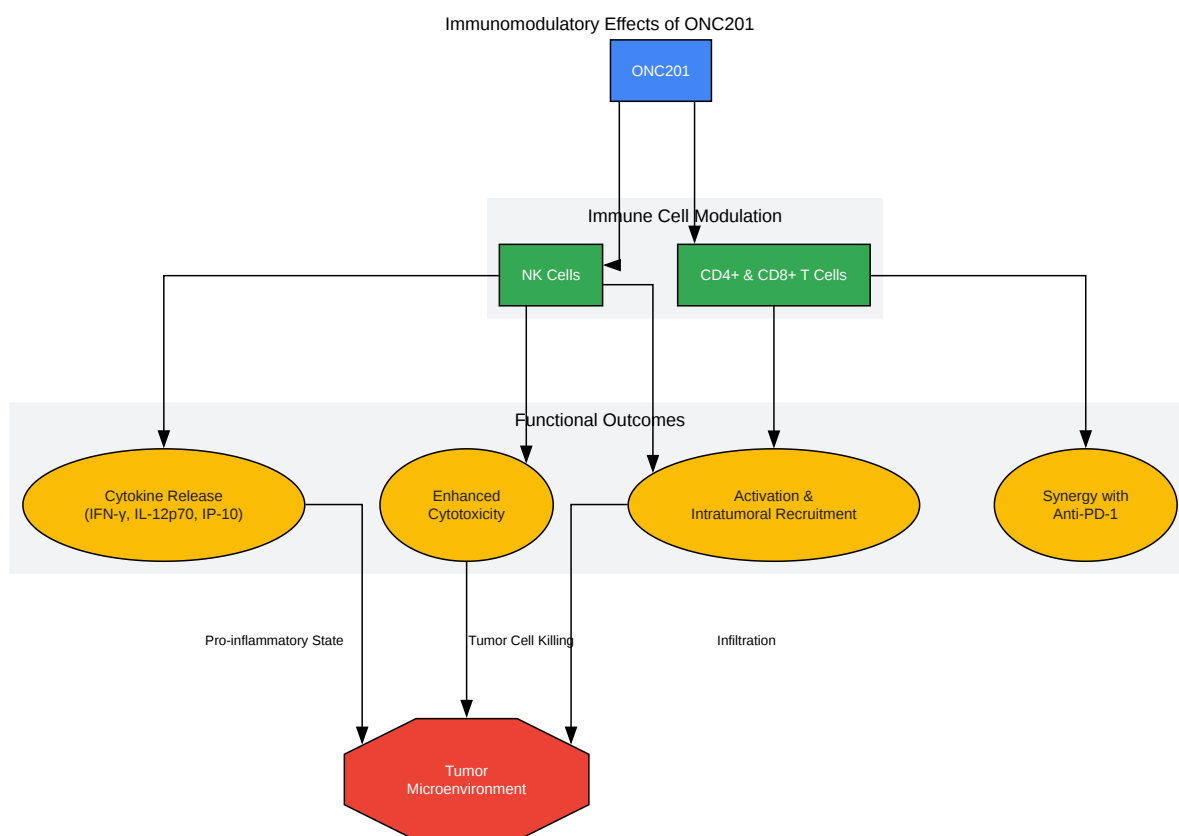 Immunomodulatory Effects of ONC201
ONC201
Immune Cell Modulation
NK Cells
CD4+ & CD8+ T Cells
Functional Outcomes
Cytokine Release
(IFN-γ, IL-12p70, IP-10)
Enhanced
Cytotoxicity
Activation &
Intratumoral Recruitment
Synergy with
Anti-PD-1
Pro-inflammatory State
Tumor Cell Killing
Infiltration
Tumor
Microenvironment